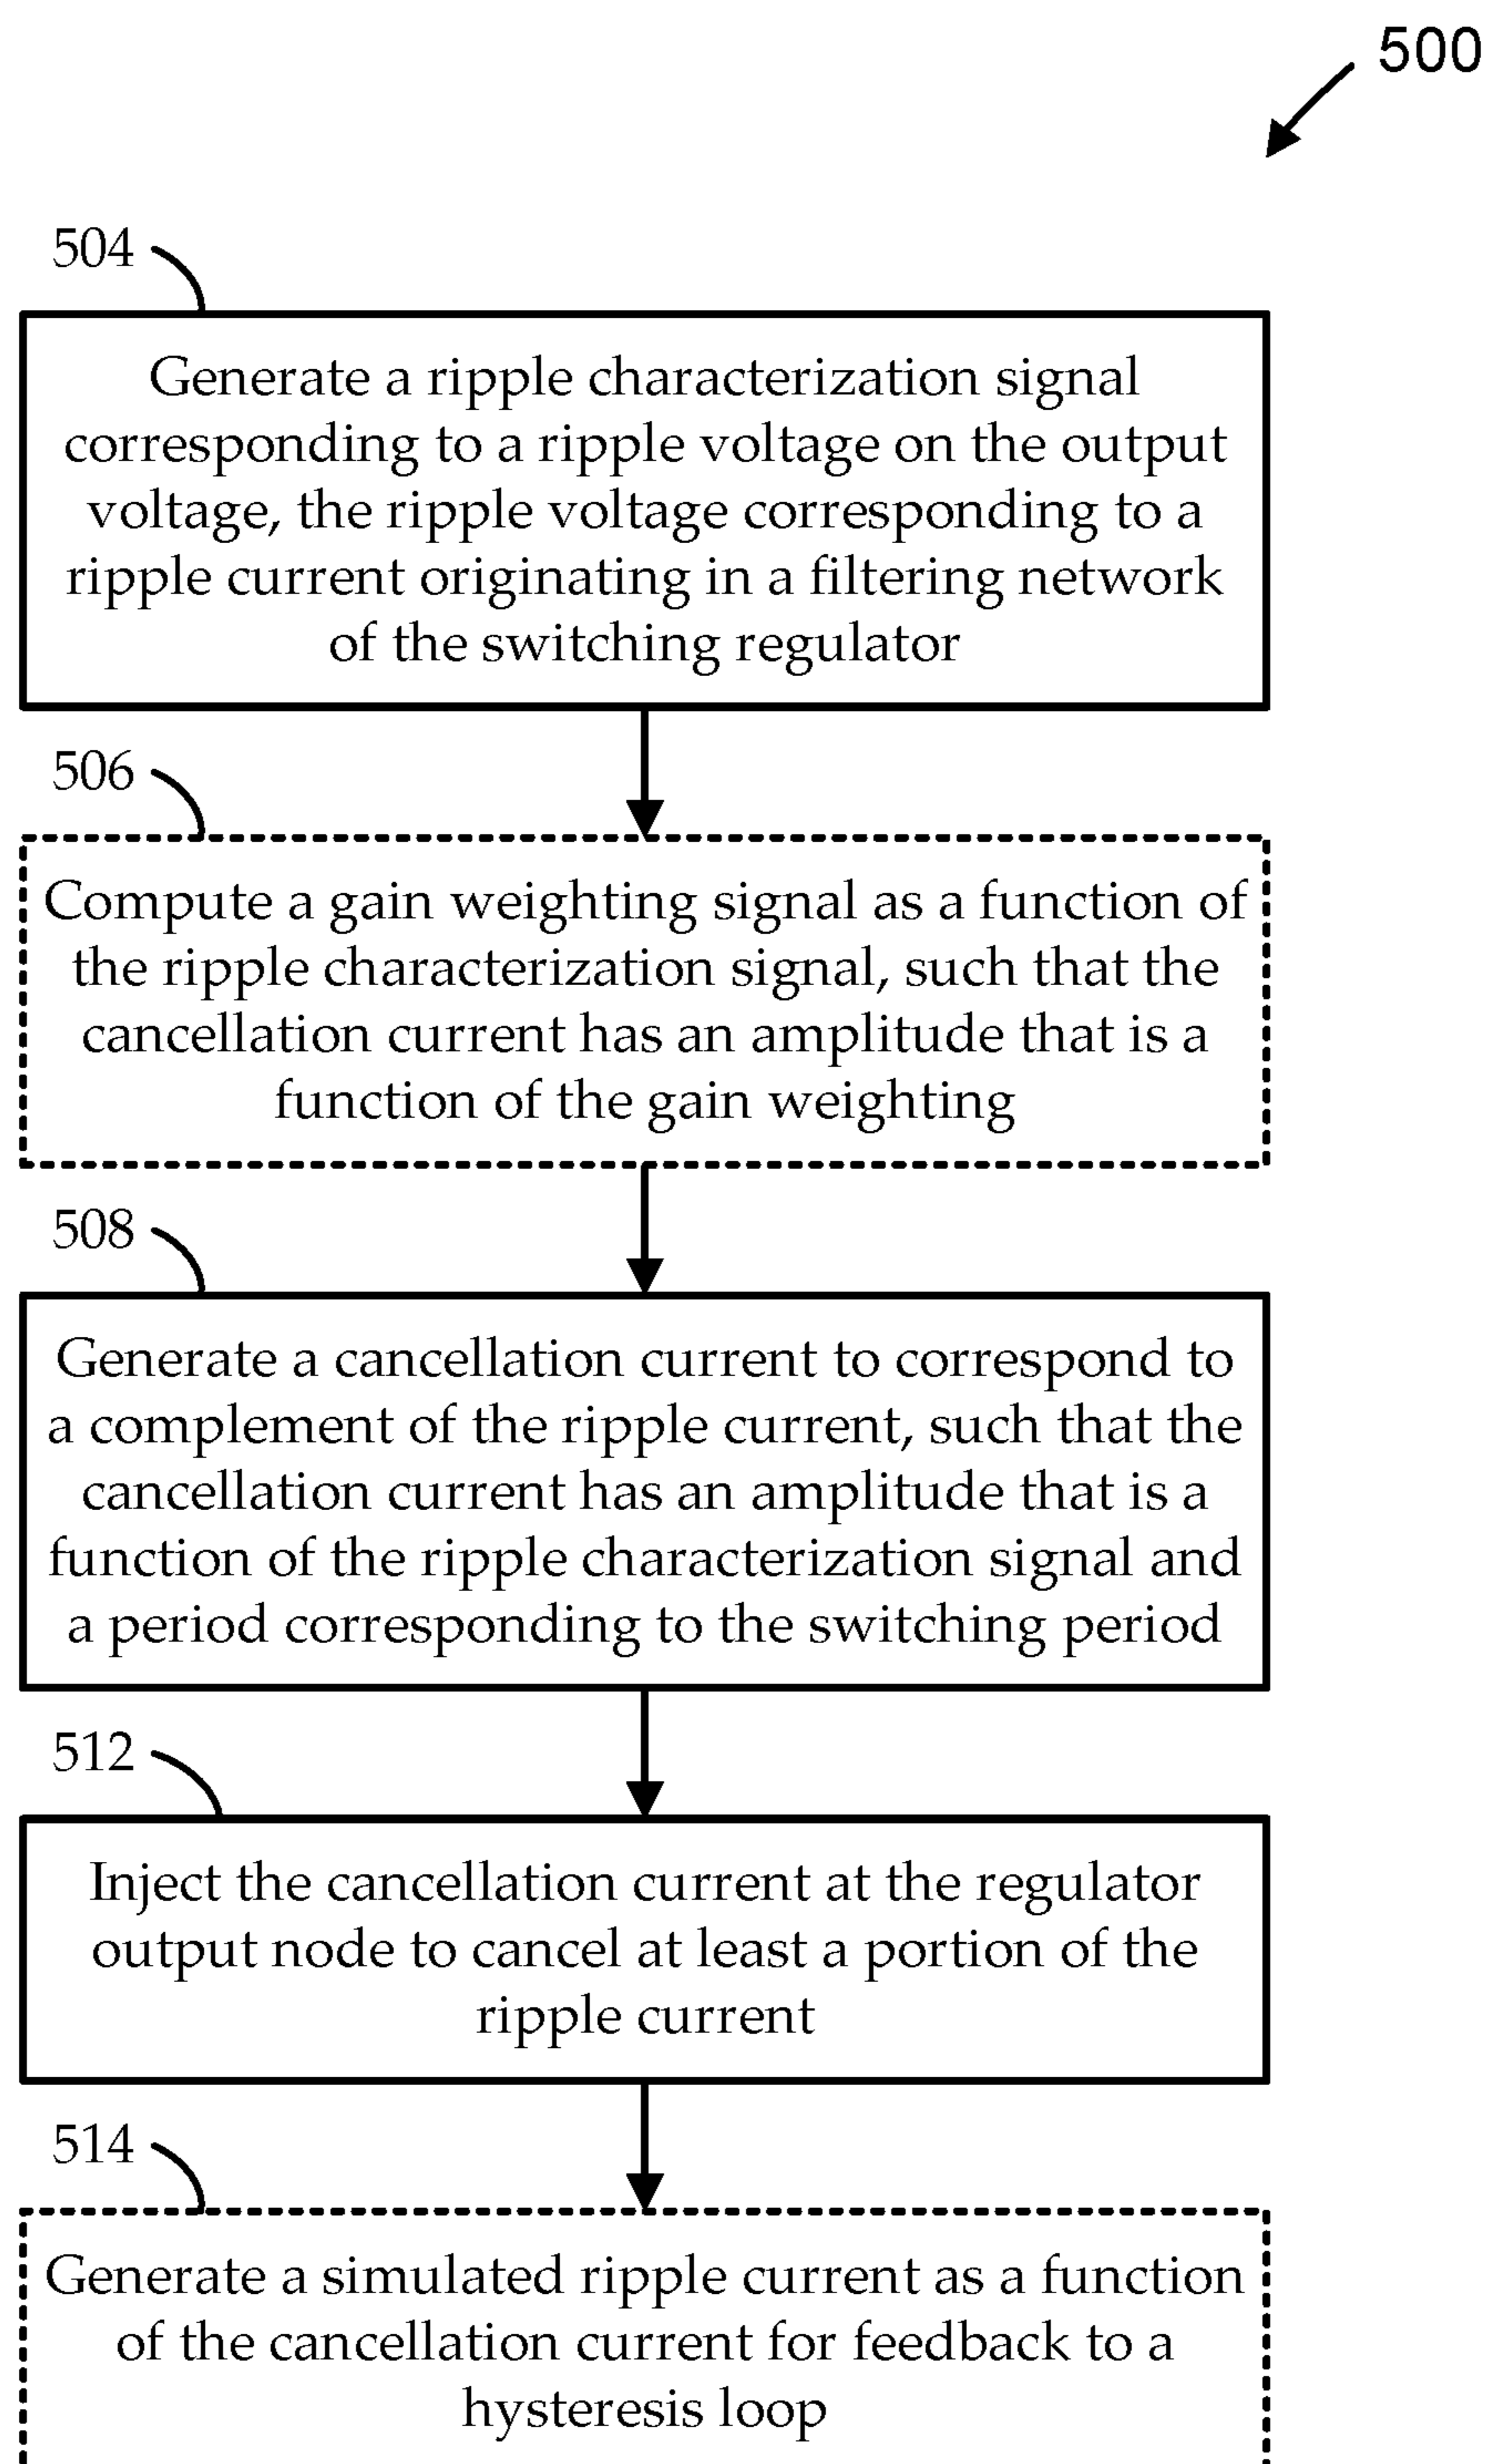 500
504
Generate a ripple characterization signal
corresponding to a ripple voltage on the output
voltage, the ripple voltage corresponding to a
ripple current originating in a filtering network
of the switching regulator
506
Compute a gain weighting signal as a function of
the ripple characterization signal, such that the
cancellation current has an amplitude that is a
function of the gain weighting
508
Generate a cancellation current to correspond to
a complement of the ripple current, such that the
cancellation current has an amplitude that is a
function of the ripple characterization signal and
a period corresponding to the switching period
512
Inject the cancellation current at the regulator
output node to cancel at least a portion of the
ripple current
514
Generate a simulated ripple current as a function
of the cancellation current for feedback to a
hysteresis loop